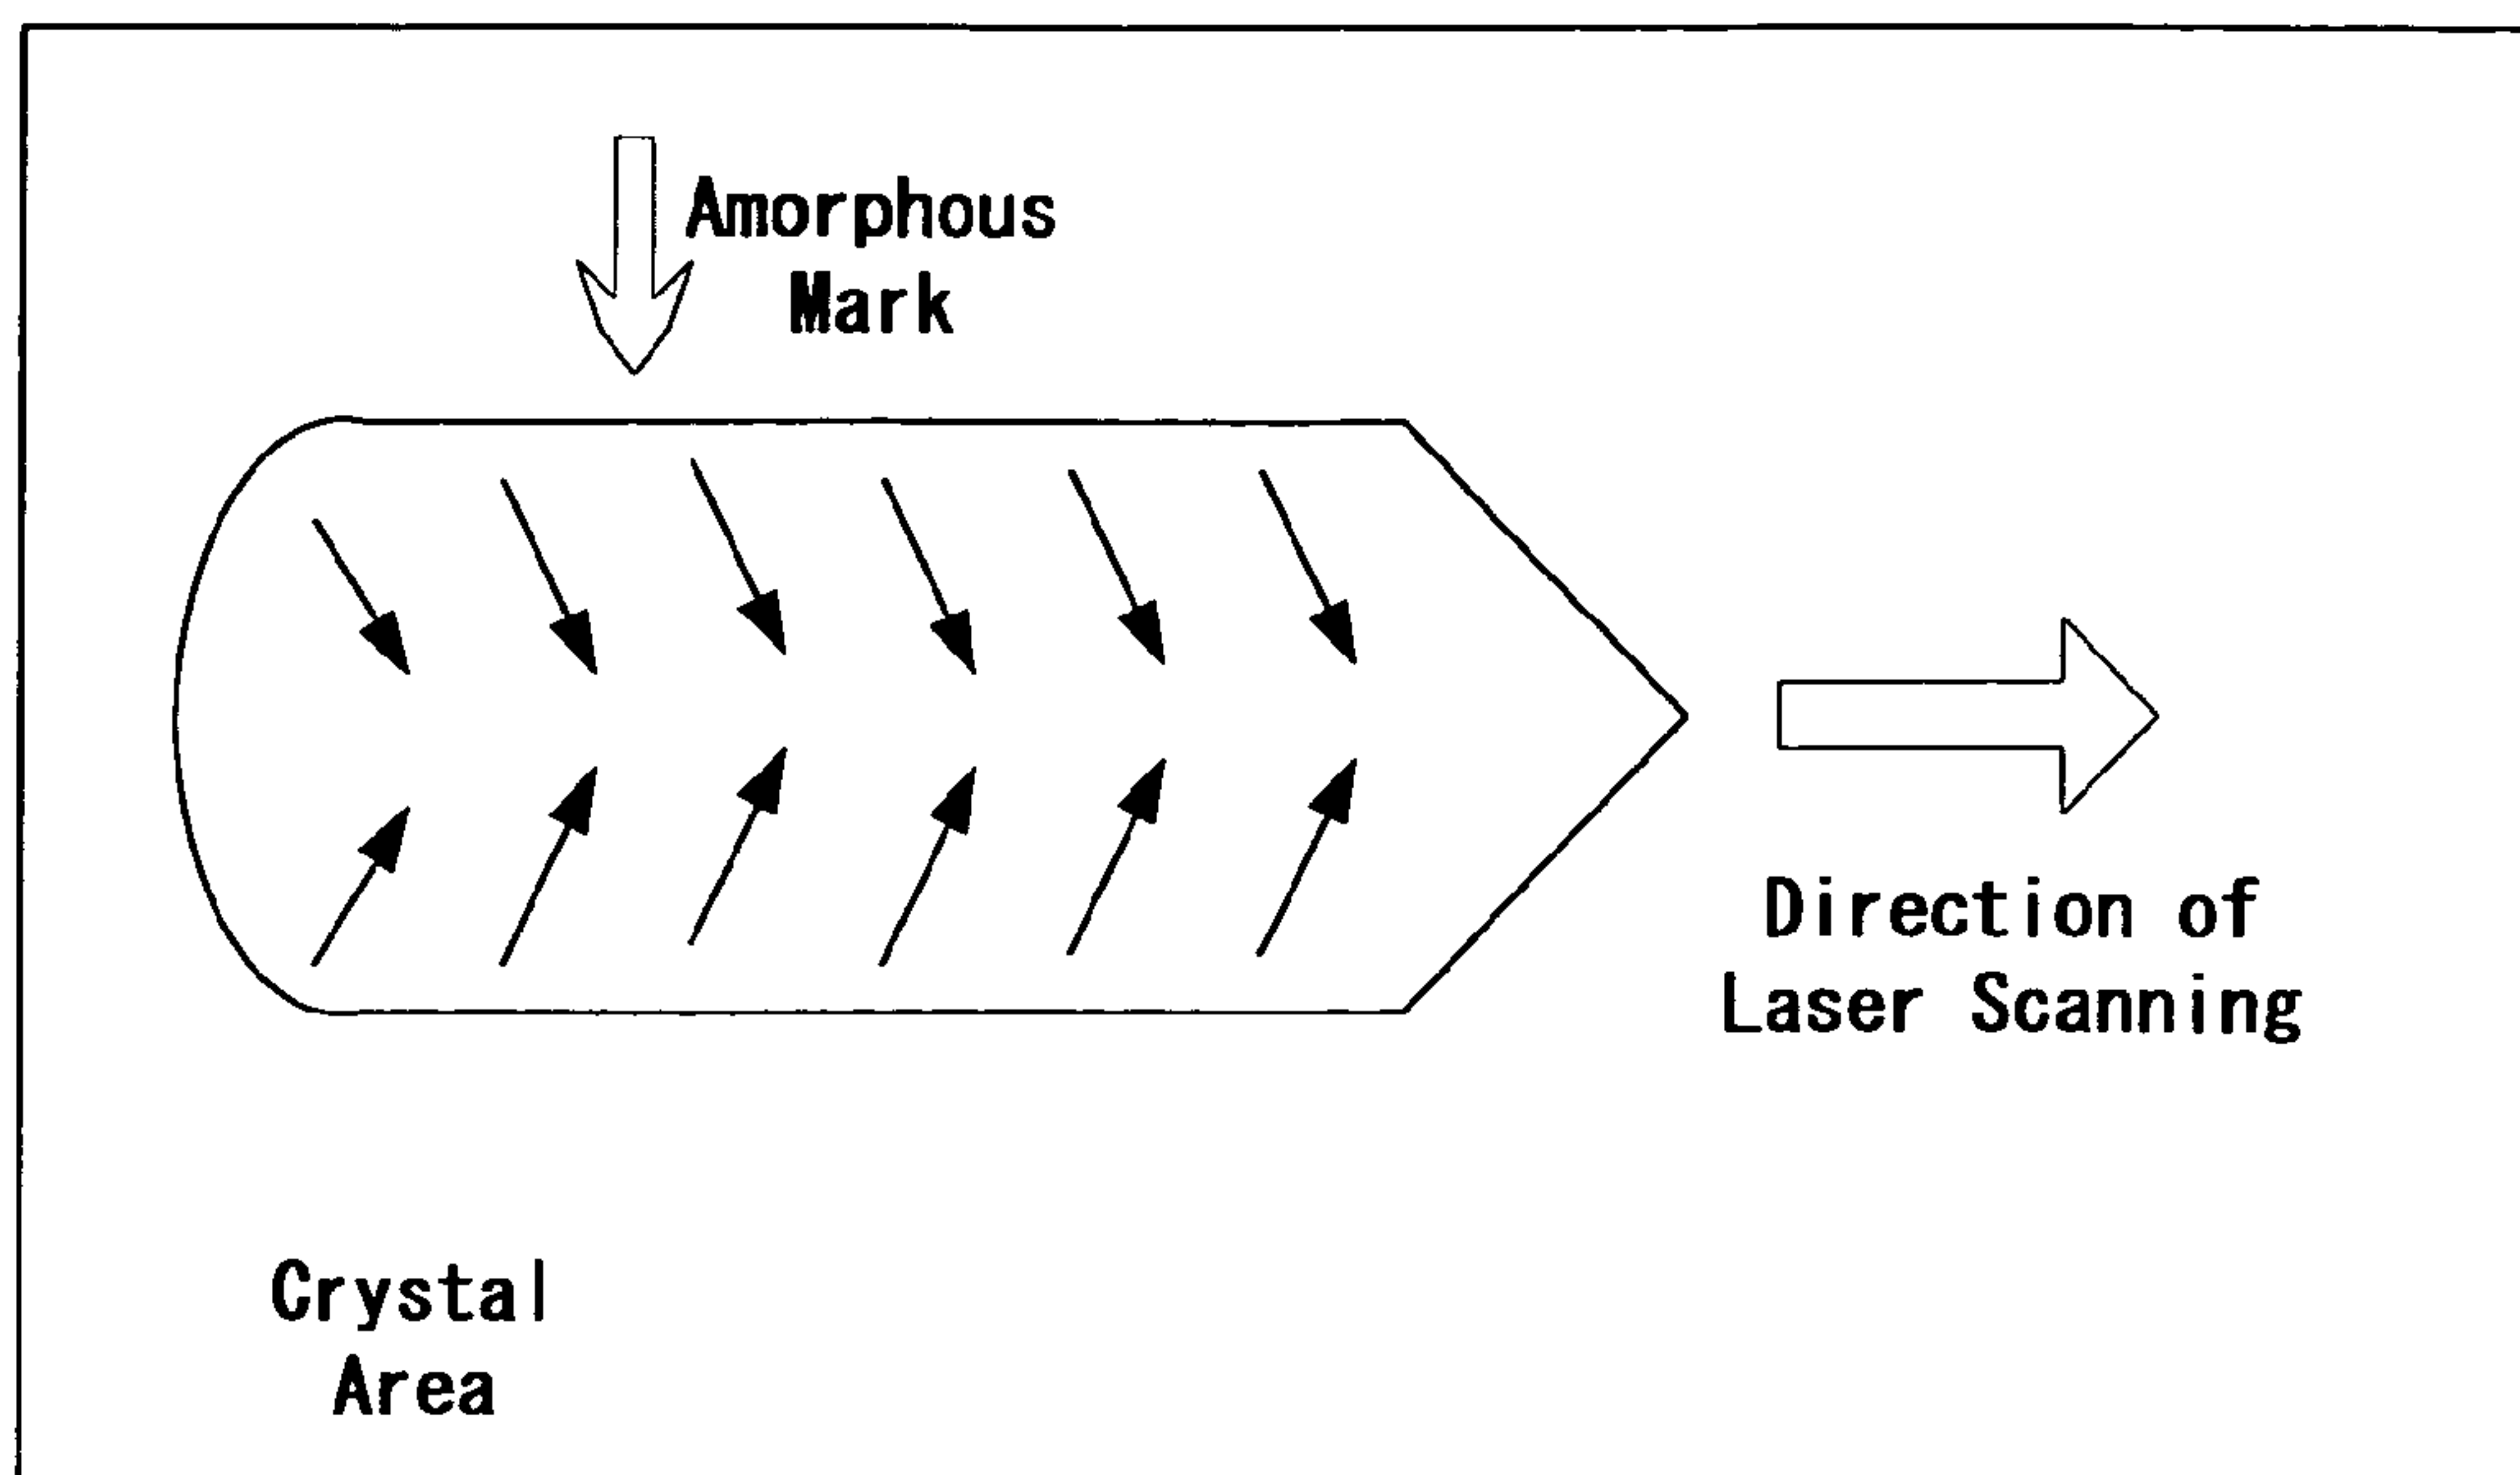 Amorphous
Mark
Direction of
Laser Scanning
Crystal
Area